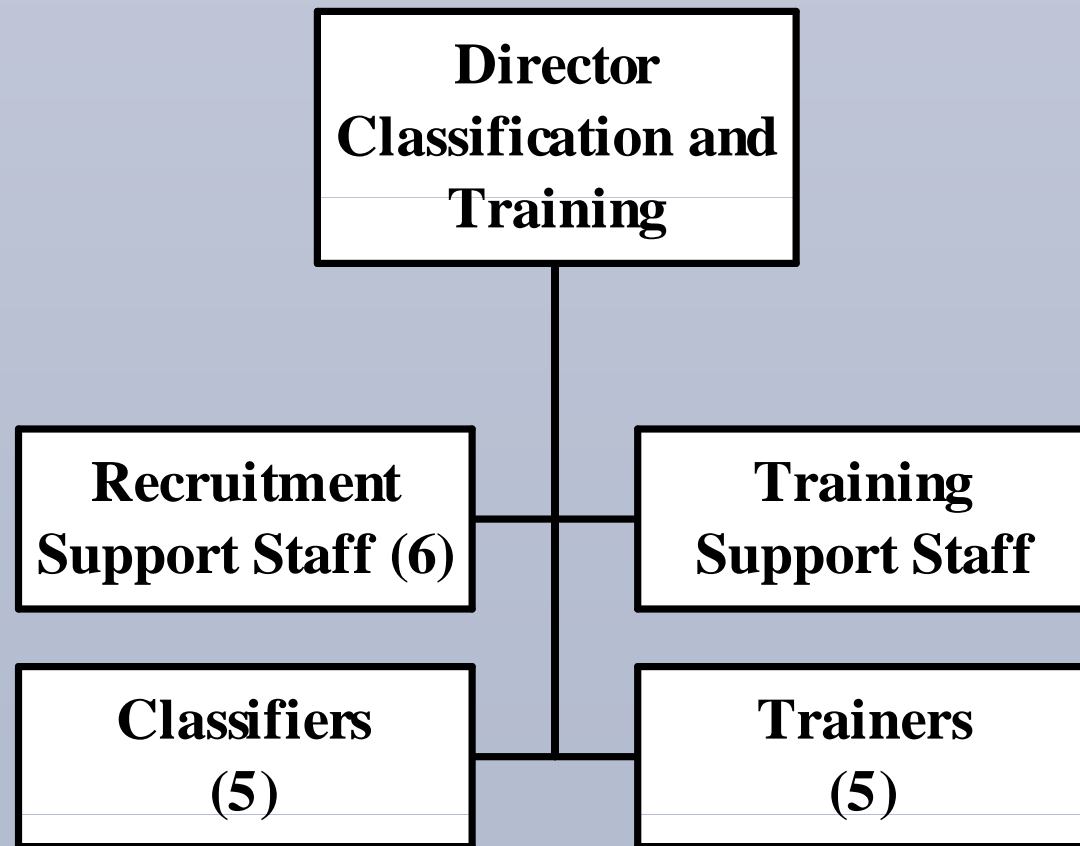 Director
Classification and
Training
Recruitment
Support Staff (6)
Training
Support Staff
Classifiers
(5)
Trainers
(5)